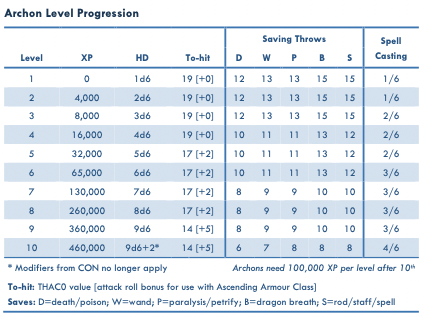 Archon Level Progression
Saving Throws Spell
Level XP HD To-hit D W P B S Casting
1 0 1d6 19 [+0] 12 13 13 15 15 1/6
2 4,000 2d6 19 [+0] 12 13 13 15 15 1/6
3 8,000 3d6 19 [+0] 12 13 13 15 15 2/6
4 16,000 4d6 19 [+0] 10 11 11 13 12 2/6
5 32,000 5d6 17 [+2] 10 11 11 13 12 2/6
6 65,000 6d6 17 [+2] 10 11 11 13 12 3/6
7 130,000 7d6 17 [+2] 8 9 9 10 10 3/6
8 260,000 8d6 17 [+2] 8 9 9 10 10 3/6
9 360,000 9d6 14 [+5] 8 9 9 10 10 3/6
10 460,000 9d6+2* 14 [+5] 6 7 8 8 8 4/6
* Modifiers from CON no longer apply Archons need 100,000 XP per level after 10th
To-hit: THAC0 value [attack roll bonus for use with Ascending Armour Class]
Saves: D=death/poison; W=wand; P=paralysis/petrify; B=dragon breath; S=rod/staff/spell